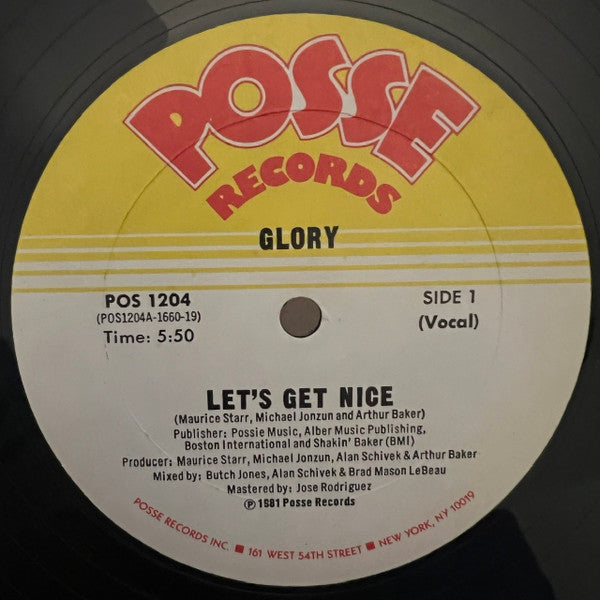 POSSE
RECORDS
GLORY
POS 1204
(POS1204A-1660-19)
Time: 5:50
SIDE 1
(Vocal)
LET'S GET NICE
(Maurice Starr, Michael Jonzun and Arthur Baker)
Publisher: Possie Music, Alber Music Publishing,
Boston International and Shakin' Baker (BMI)
Producer: Maurice Starr, Michael Jonzun, Alan Schivek & Arthur Baker
Mixed by: Butch Jones, Alan Schivek & Brad Mason LeBeau
Mastered by: Jose Rodriguez
℗ 1981 Posse Records
POSSE RECORDS INC. ■ 161 WEST 54TH STREET ■ NEW YORK, NY 10019